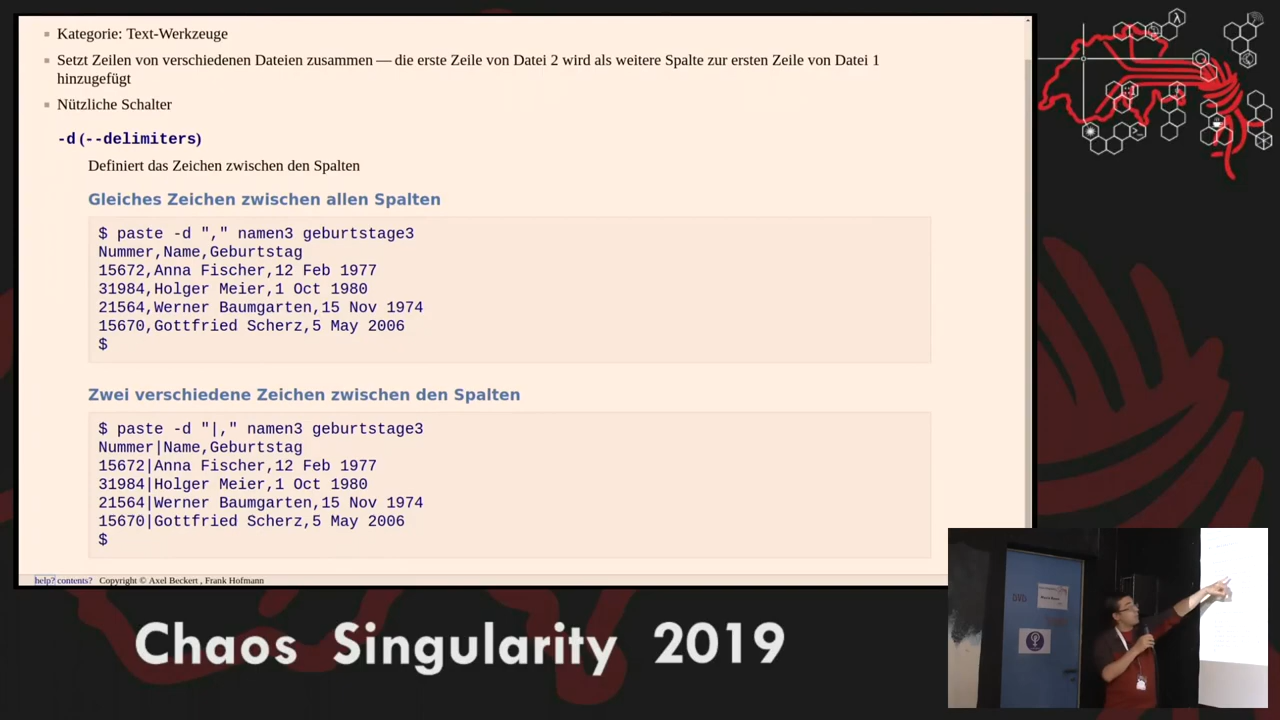 Kategorie: Text-Werkzeuge
Setzt Zeilen von verschiedenen Dateien zusammen — die erste Zeile von Datei 2 wird als weitere Spalte zur ersten Zeile von Datei 1
hinzugefügt
Nützliche Schalter
-d (--delimiters)
Definiert das Zeichen zwischen den Spalten
Gleiches Zeichen zwischen allen Spalten
$ paste -d "," namen3 geburtstage3
Nummer,Name,Geburtstag
15672,Anna Fischer,12 Feb 1977
31984,Holger Meier,1 Oct 1980
21564,Werner Baumgarten,15 Nov 1974
15670,Gottfried Scherz,5 May 2006
$
Zwei verschiedene Zeichen zwischen den Spalten
$ paste -d "|," namen3 geburtstage3
Nummer|Name,Geburtstag
15672|Anna Fischer,12 Feb 1977
31984|Holger Meier,1 Oct 1980
21564|Werner Baumgarten,15 Nov 1974
15670|Gottfried Scherz,5 May 2006
$
help? contents? Copyright © Axel Beckert , Frank Hofmann
Chaos Singularity 2019